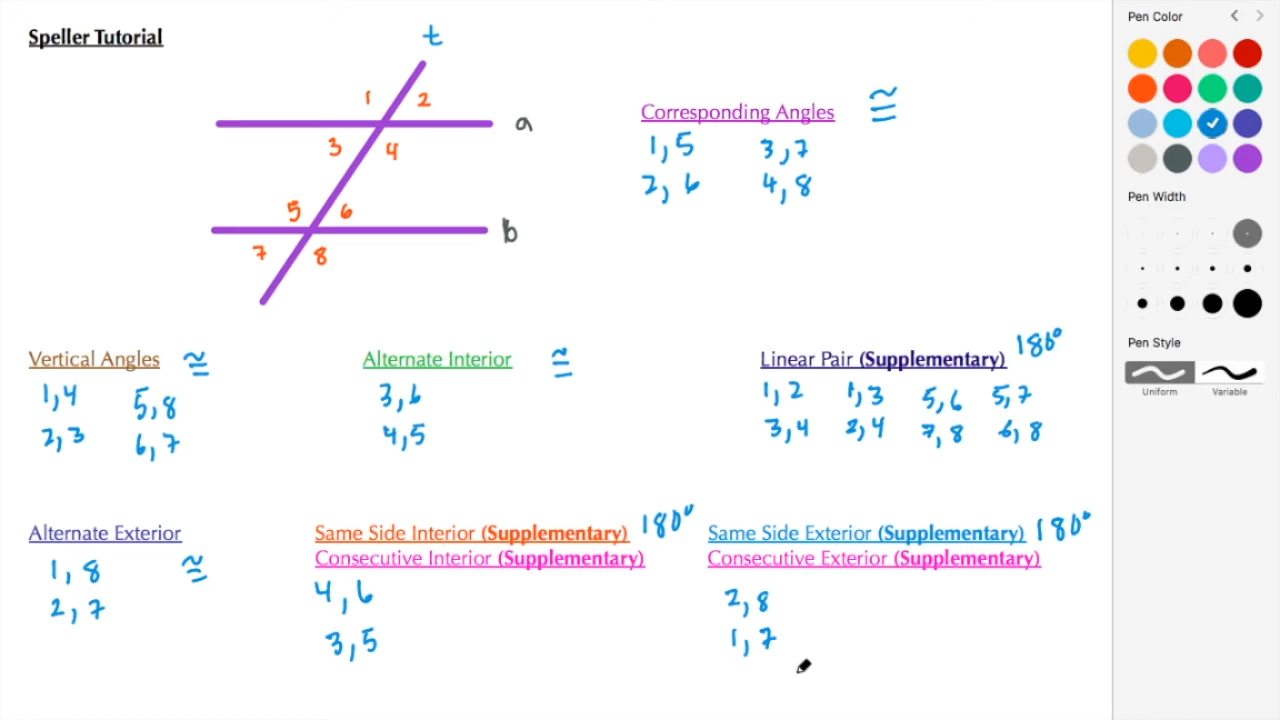 Speller Tutorial
t
1 2
a
3 4
5 6
b
7 8
Corresponding Angles ≅
1,5 3,7
2,6 4,8
Vertical Angles ≅
1,4 5,8
2,3 6,7
Alternate Interior ≅
3,6
4,5
Linear Pair (Supplementary) 180°
1,2 1,3 5,6 5,7
3,4 2,4 7,8 6,8
Alternate Exterior ≅
1,8
2,7
Same Side Interior (Supplementary) 180°
Consecutive Interior (Supplementary)
4,6
3,5
Same Side Exterior (Supplementary) 180°
Consecutive Exterior (Supplementary)
2,8
1,7
Pen Color
Pen Width
Pen Style
Uniform Variable